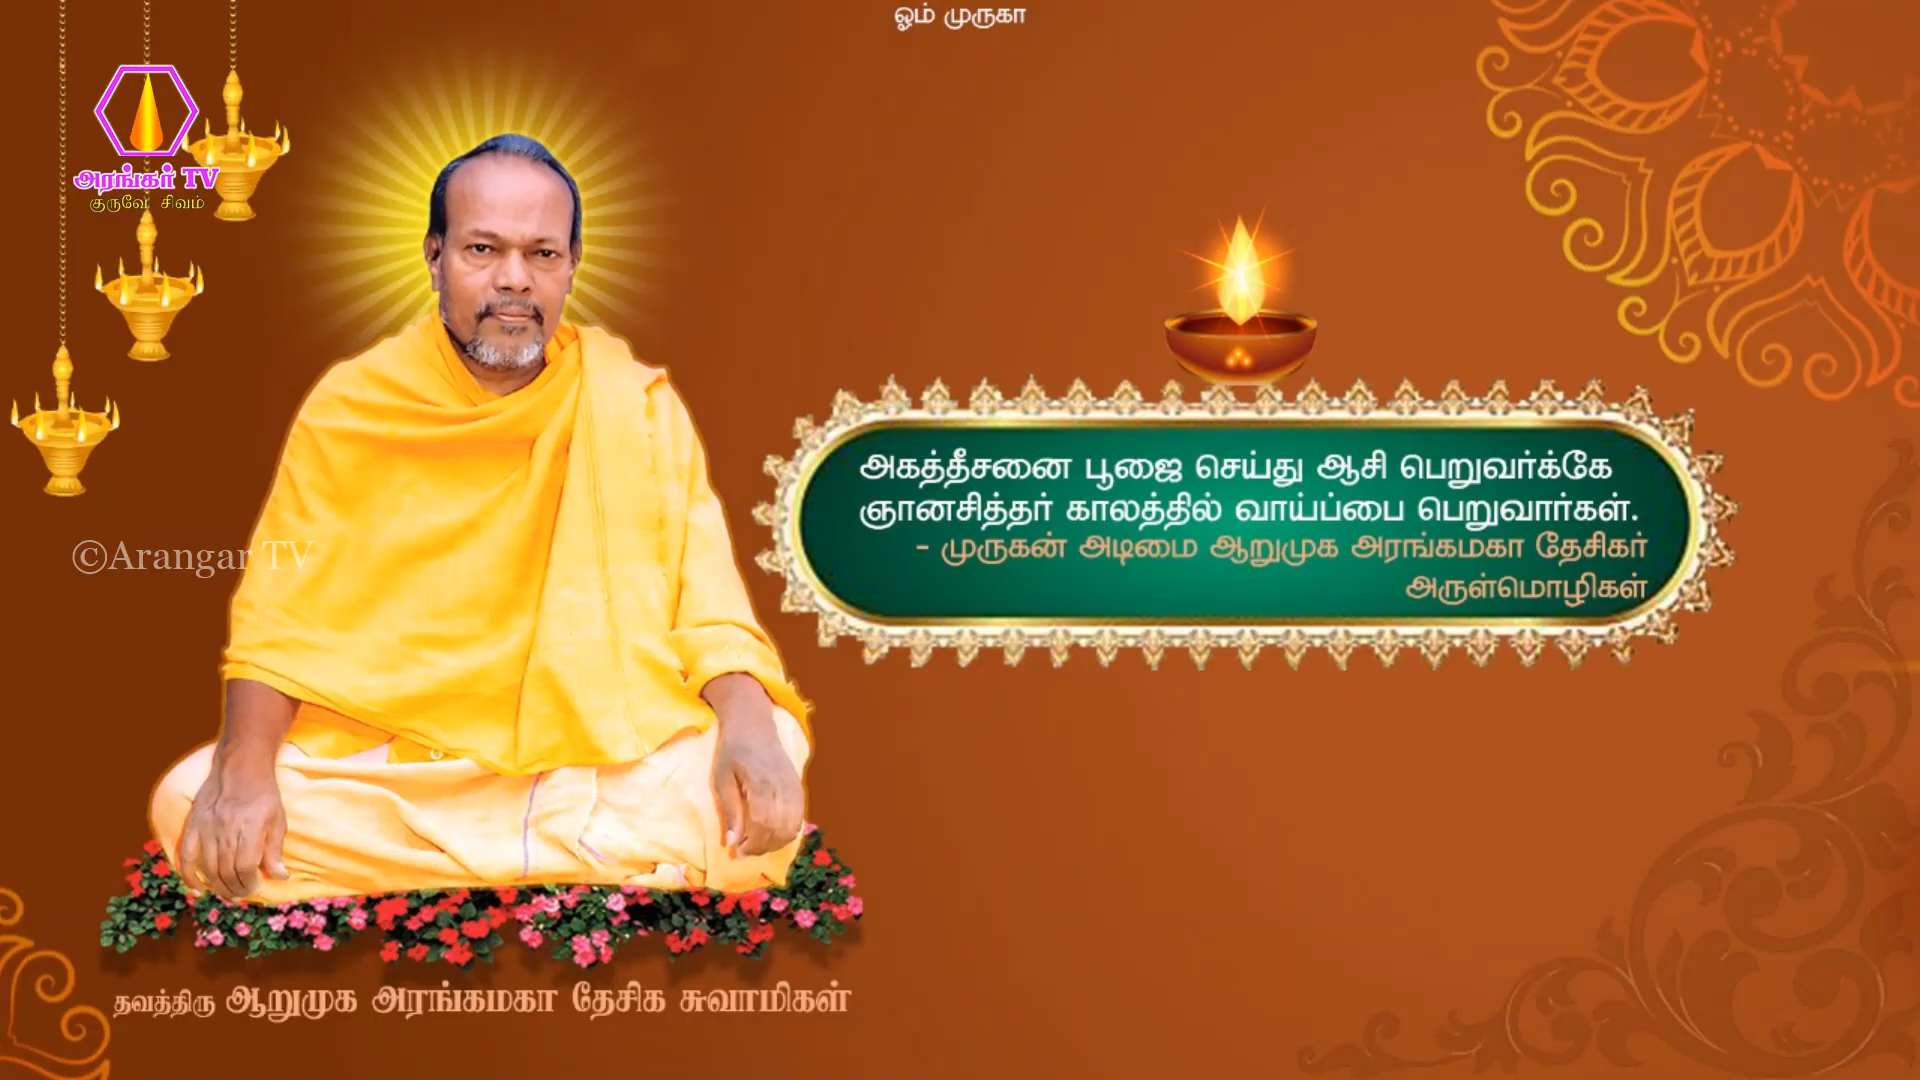 ஓம் முருகா
அரங்கர் TV
குருவே சிவம்
அகத்தீசனை பூஜை செய்து ஆசி பெறுவர்க்கே
ஞானசித்தர் காலத்தில் வாய்ப்பை பெறுவார்கள்.
- முருகன் அடிமை ஆறுமுக அரங்கமகா தேசிகர்
அருள்மொழிகள்
©Arangar TV
தவத்திரு ஆறுமுக அரங்கமகா தேசிக சுவாமிகள்